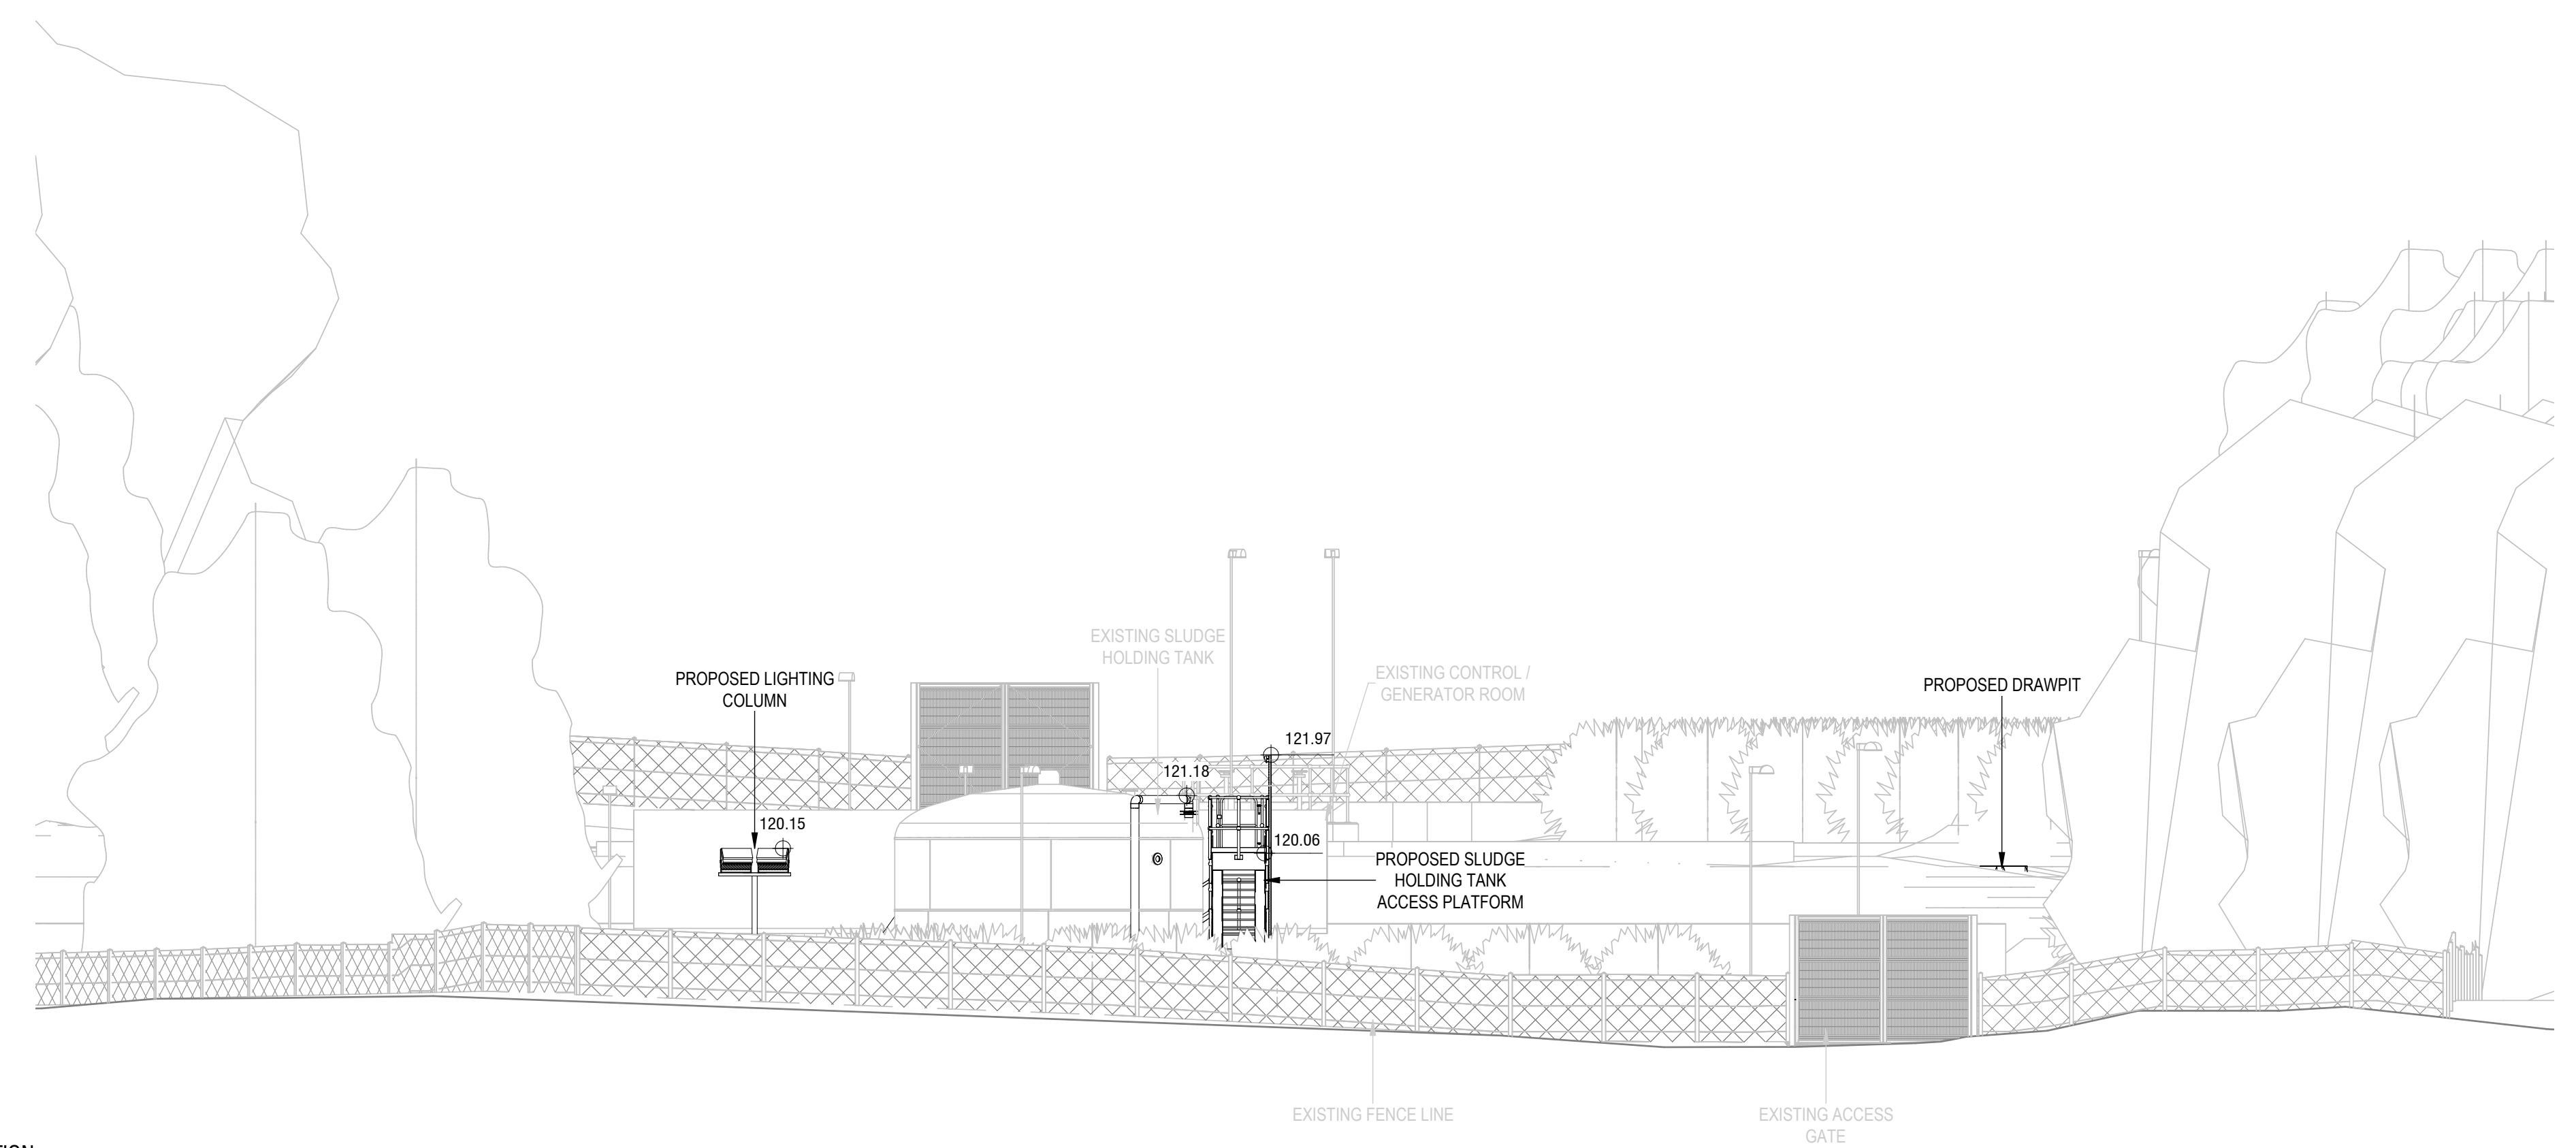 EXISTING SLUDGE
HOLDING TANK
PROPOSED LIGHTING
COLUMN
EXISTING CONTROL /
GENERATOR ROOM
PROPOSED DRAWPIT
121.97
121.18
120.15
120.06
PROPOSED SLUDGE
HOLDING TANK
ACCESS PLATFORM
EXISTING FENCE LINE
EXISTING ACCESS
GATE